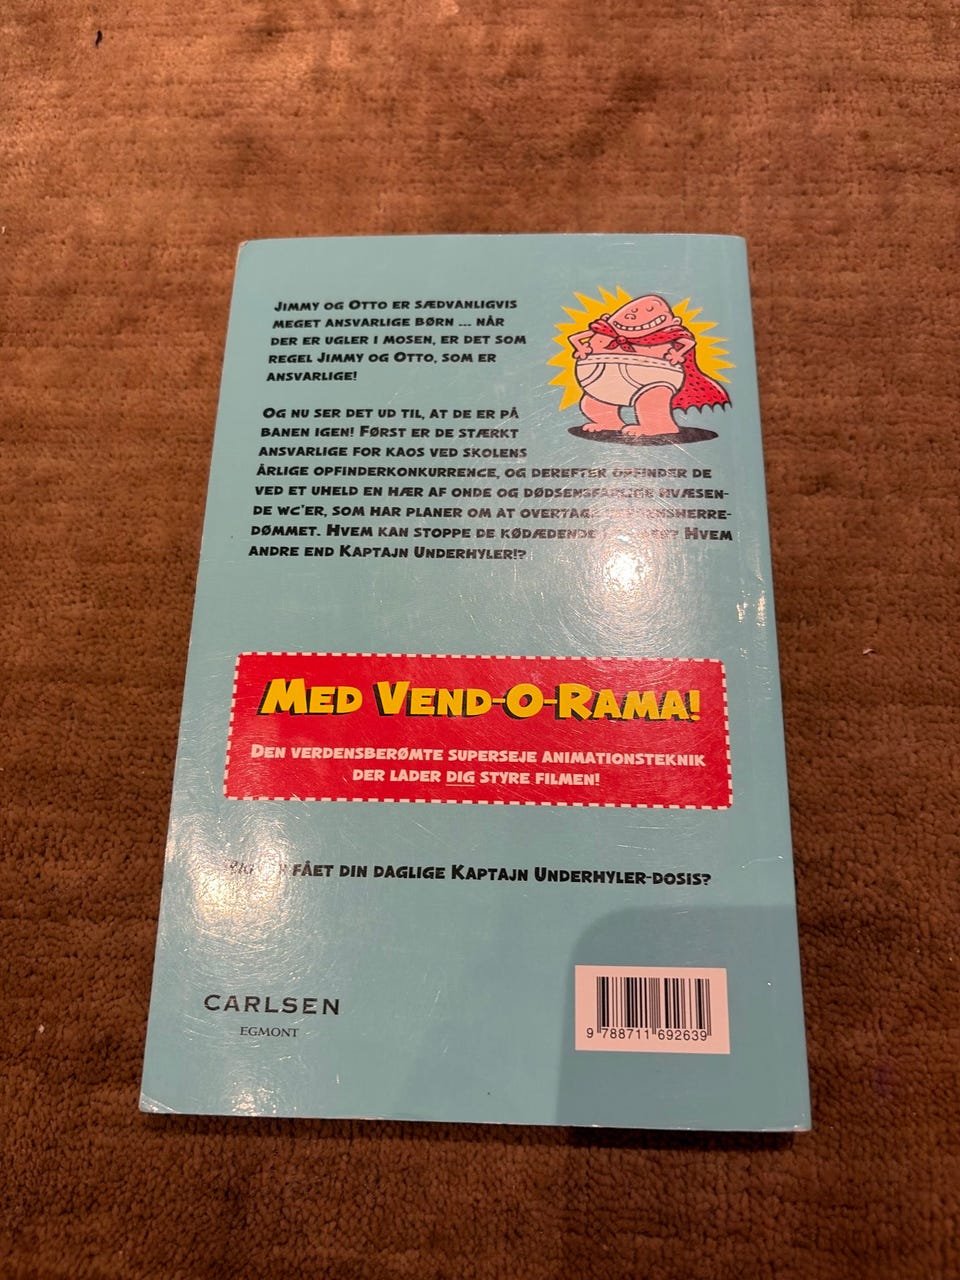 Jimmy og Otto er sædvanligvis
meget ansvarlige børn ... når
der er ugler i mosen, er det som
regel Jimmy og Otto, som er
ansvarlige!
Og nu ser det ud til, at de er på
banen igen! Først er de stærkt
ansvarlige for kaos ved skolens
årlige opfinderkonkurrence, og derefter opfinder de
ved et uheld en hær af onde og dødsensfarlige hvæsen-
de wc'er, som har planer om at overtage verdensherre-
dømmet. Hvem kan stoppe de kødædende Hvem
andre end Kaptajn Underhyler!?
Med Vend-O-Rama!
Den verdensberømte superseje animationsteknik
der lader dig styre filmen!
fået din daglige Kaptajn Underhyler-dosis?
CARLSEN
EGMONT
9 788711 692639